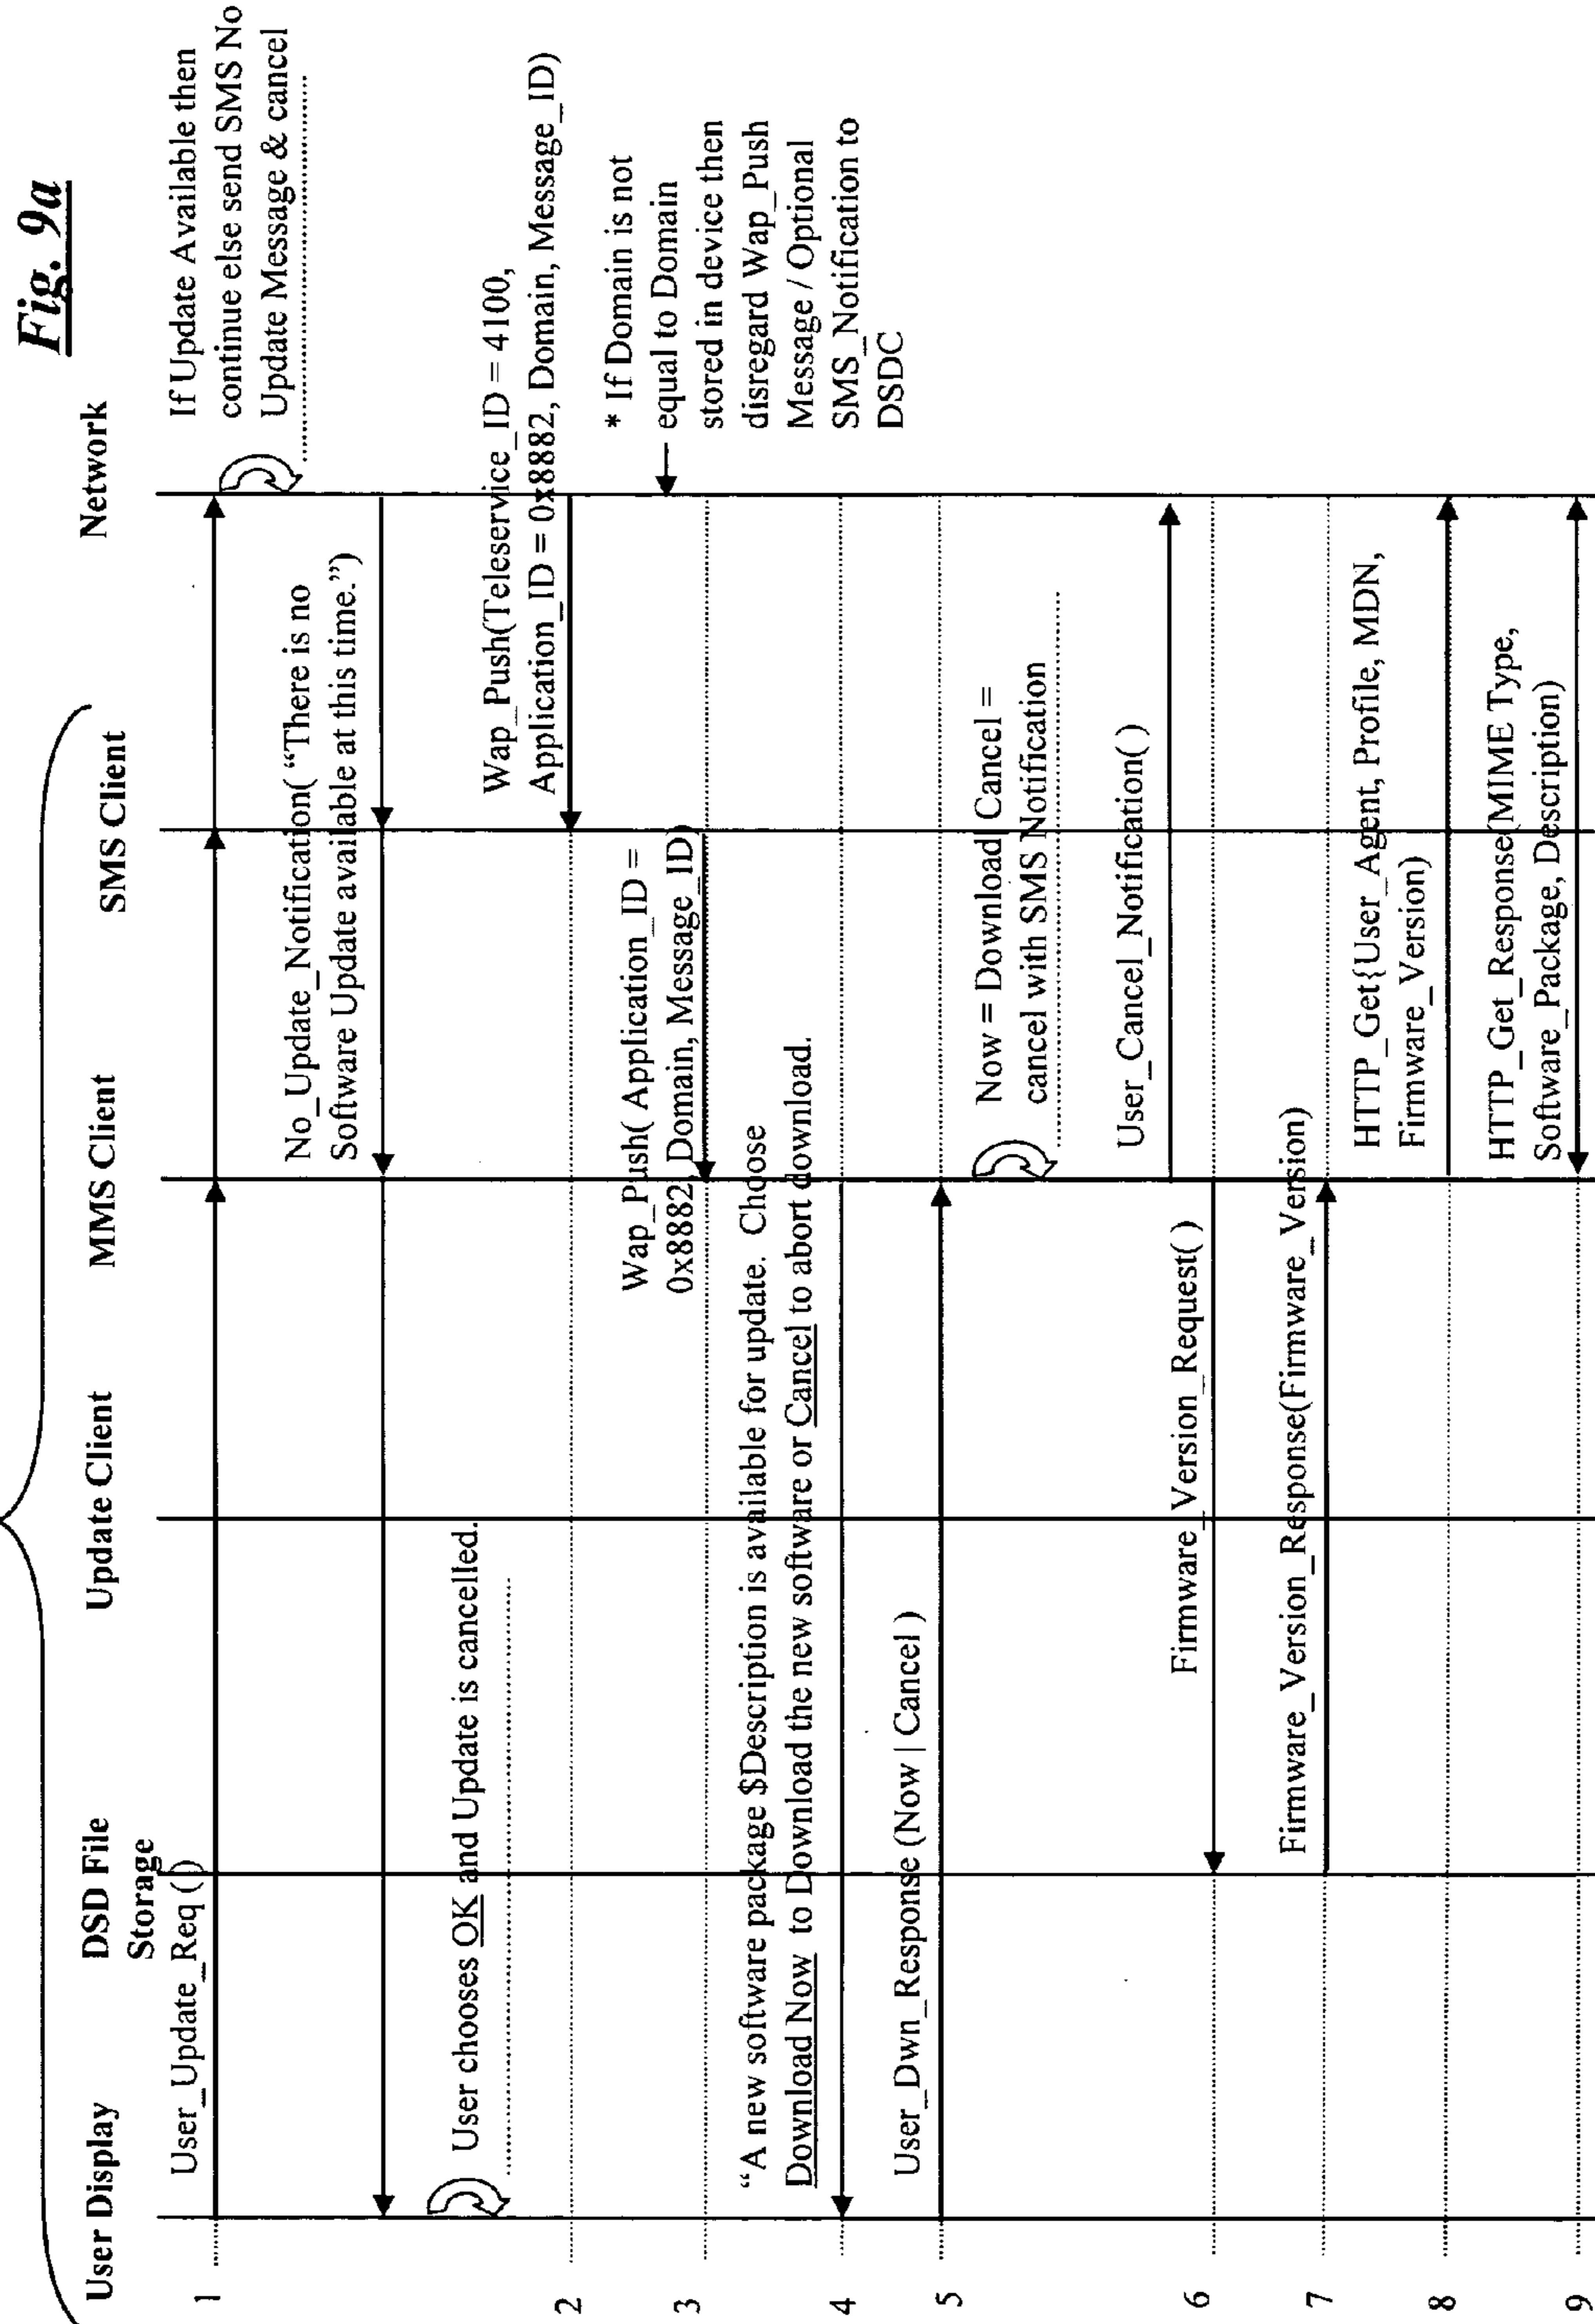 Fig. 9a
User Display
DSD File
Storage
Update Client
MMS Client
SMS Client
Network
1
User_Update_Req()
If Update Available then
continue else send SMS No
Update Message & cancel
No_Update_Notification( “There is no
Software Update available at this time.”)
User chooses OK and Update is cancelled.
2
Wap_Push(Teleservice_ID = 4100,
Application_ID = 0x8882, Domain, Message_ID)
3
Wap_Push( Application_ID =
0x8882, Domain, Message_ID)
* If Domain is not
equal to Domain
stored in device then
disregard Wap_Push
Message / Optional
SMS_Notification to
DSDC
4
“A new software package $Description is available for update. Choose
Download Now to Download the new software or Cancel to abort download.
5
User_Dwn_Response (Now | Cancel )
Now = Download Cancel =
cancel with SMS Notification
User_Cancel_Notification( )
6
Firmware_Version_Request( )
7
Firmware_Version_Response(Firmware_Version)
8
HTTP_Get{User_Agent, Profile, MDN,
Firmware_Version)
9
HTTP_Get_Response(MIME Type,
Software_Package, Description)